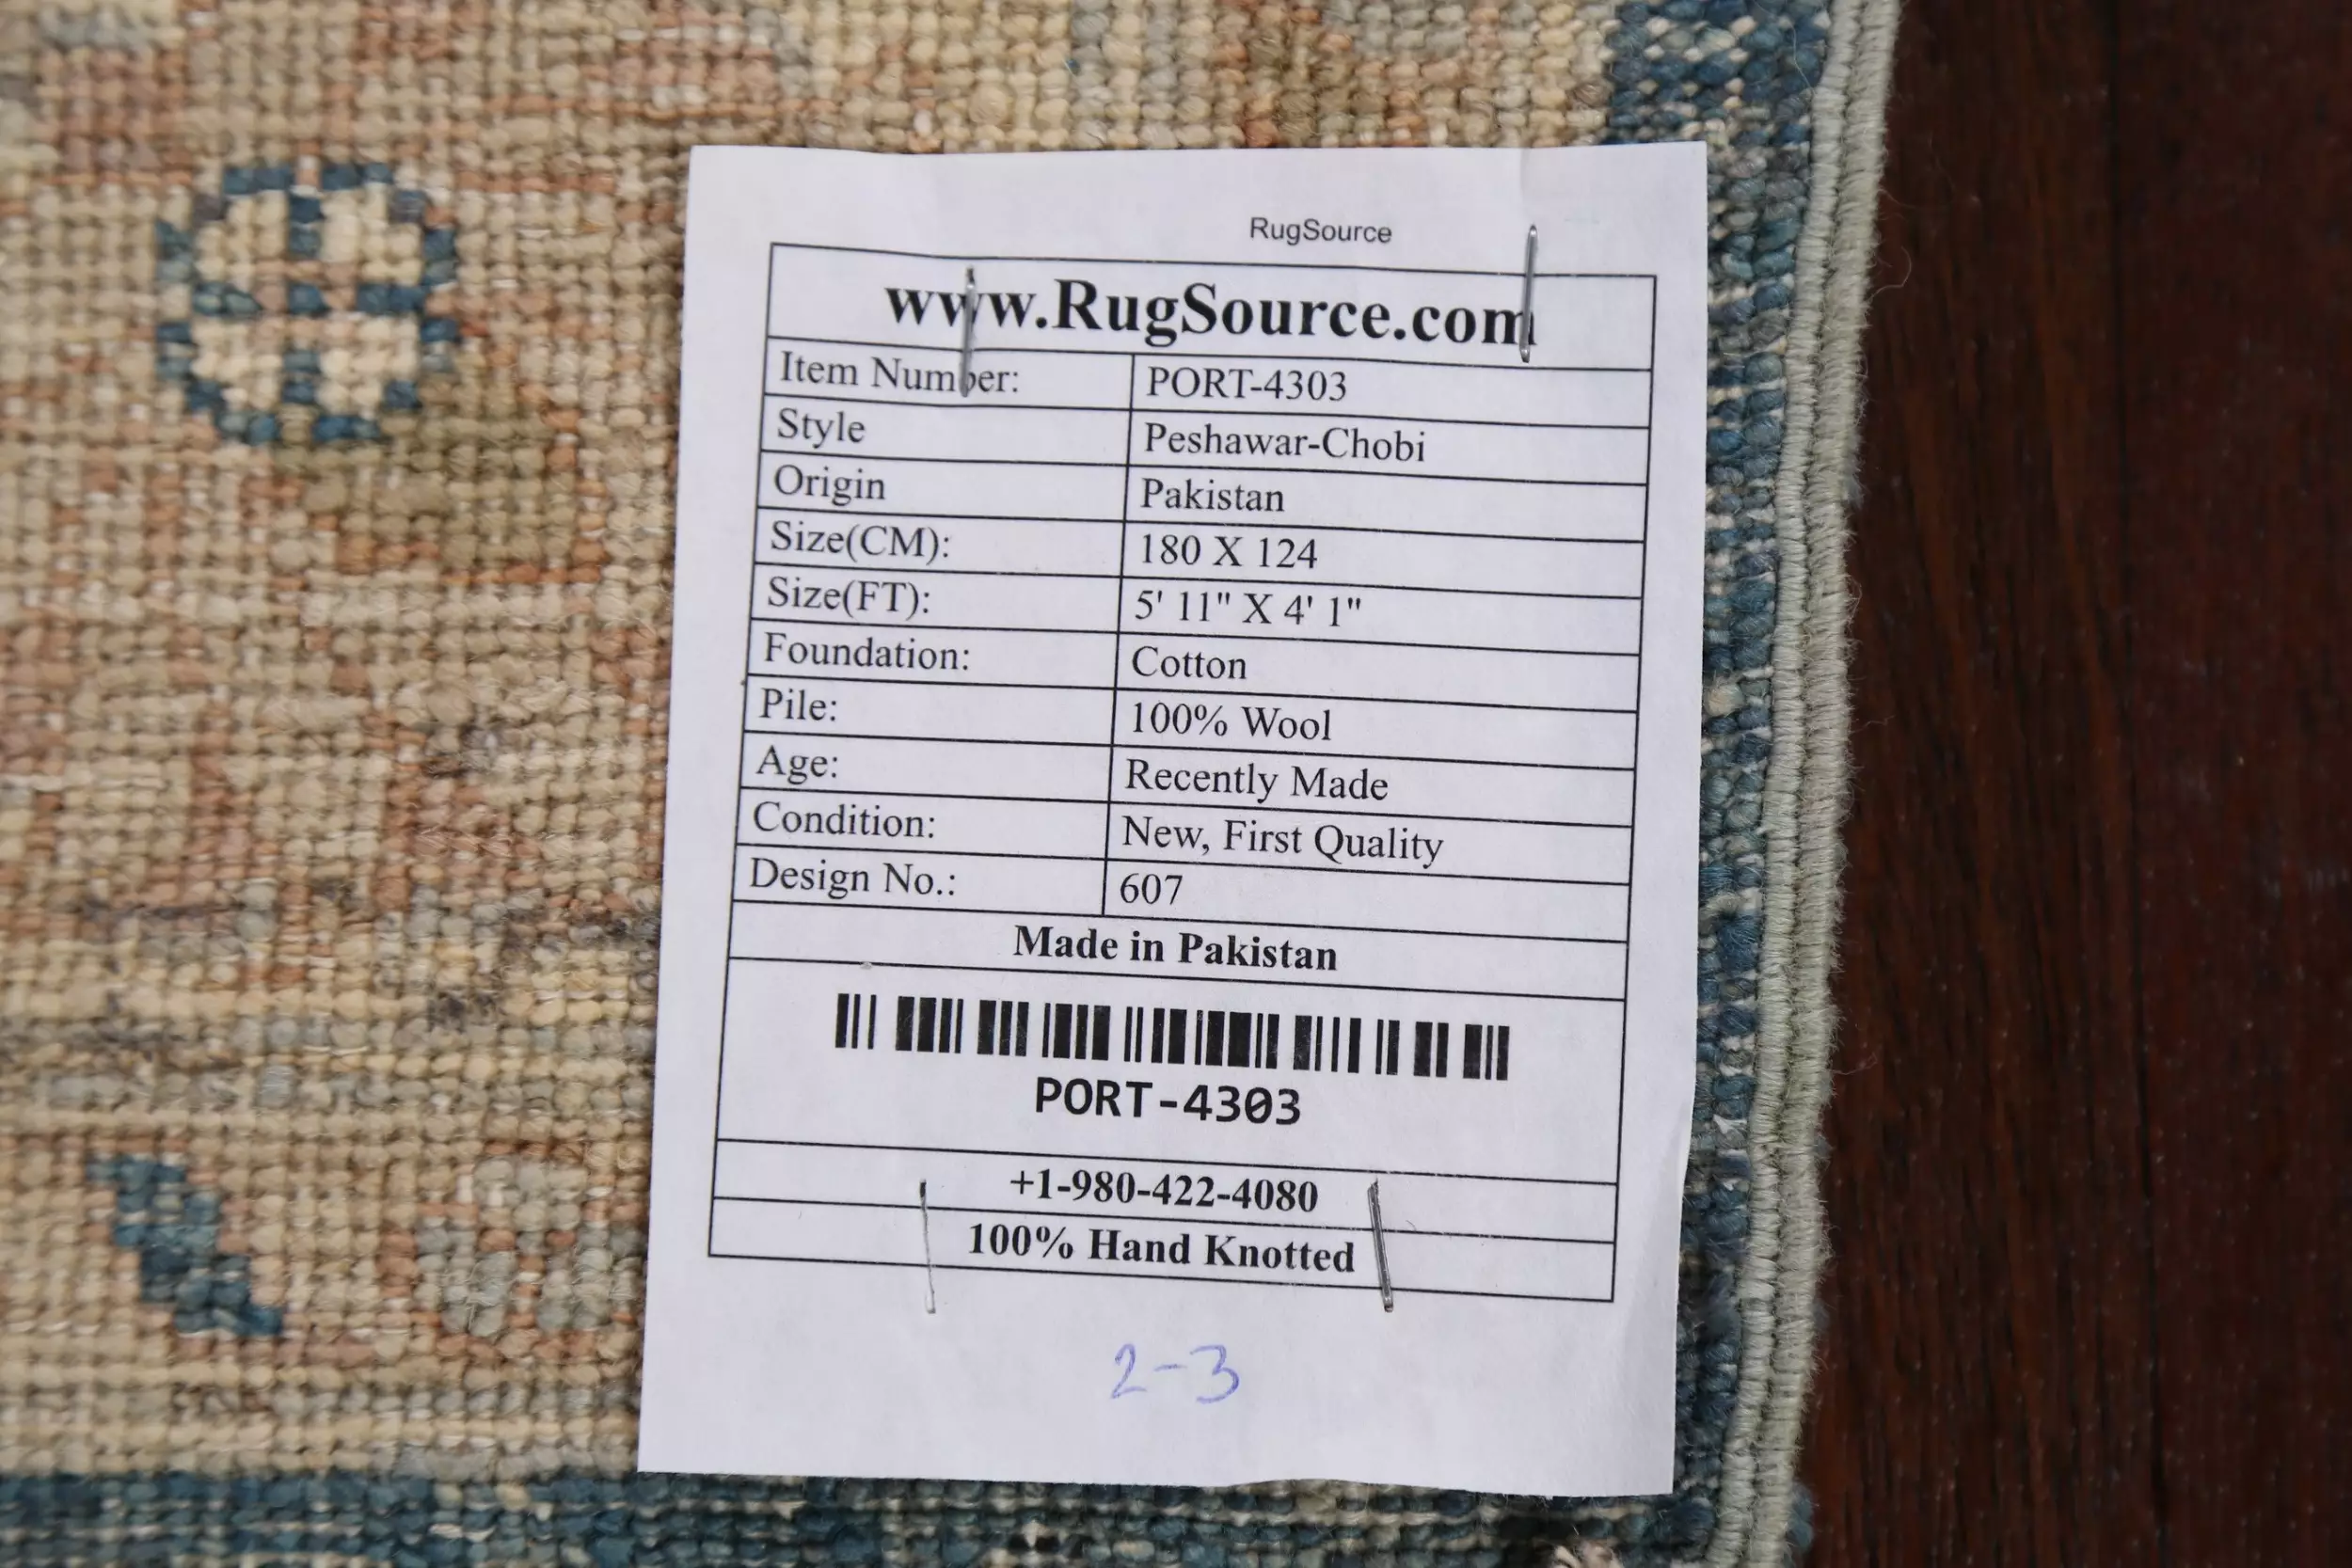 RugSource
www.RugSource.com
Item Number: PORT-4303
Style Peshawar-Chobi
Origin Pakistan
Size(CM): 180 X 124
Size(FT): 5' 11" X 4' 1"
Foundation: Cotton
Pile: 100% Wool
Age: Recently Made
Condition: New, First Quality
Design No.: 607
Made in Pakistan
PORT-4303
+1-980-422-4080
100% Hand Knotted
2-3